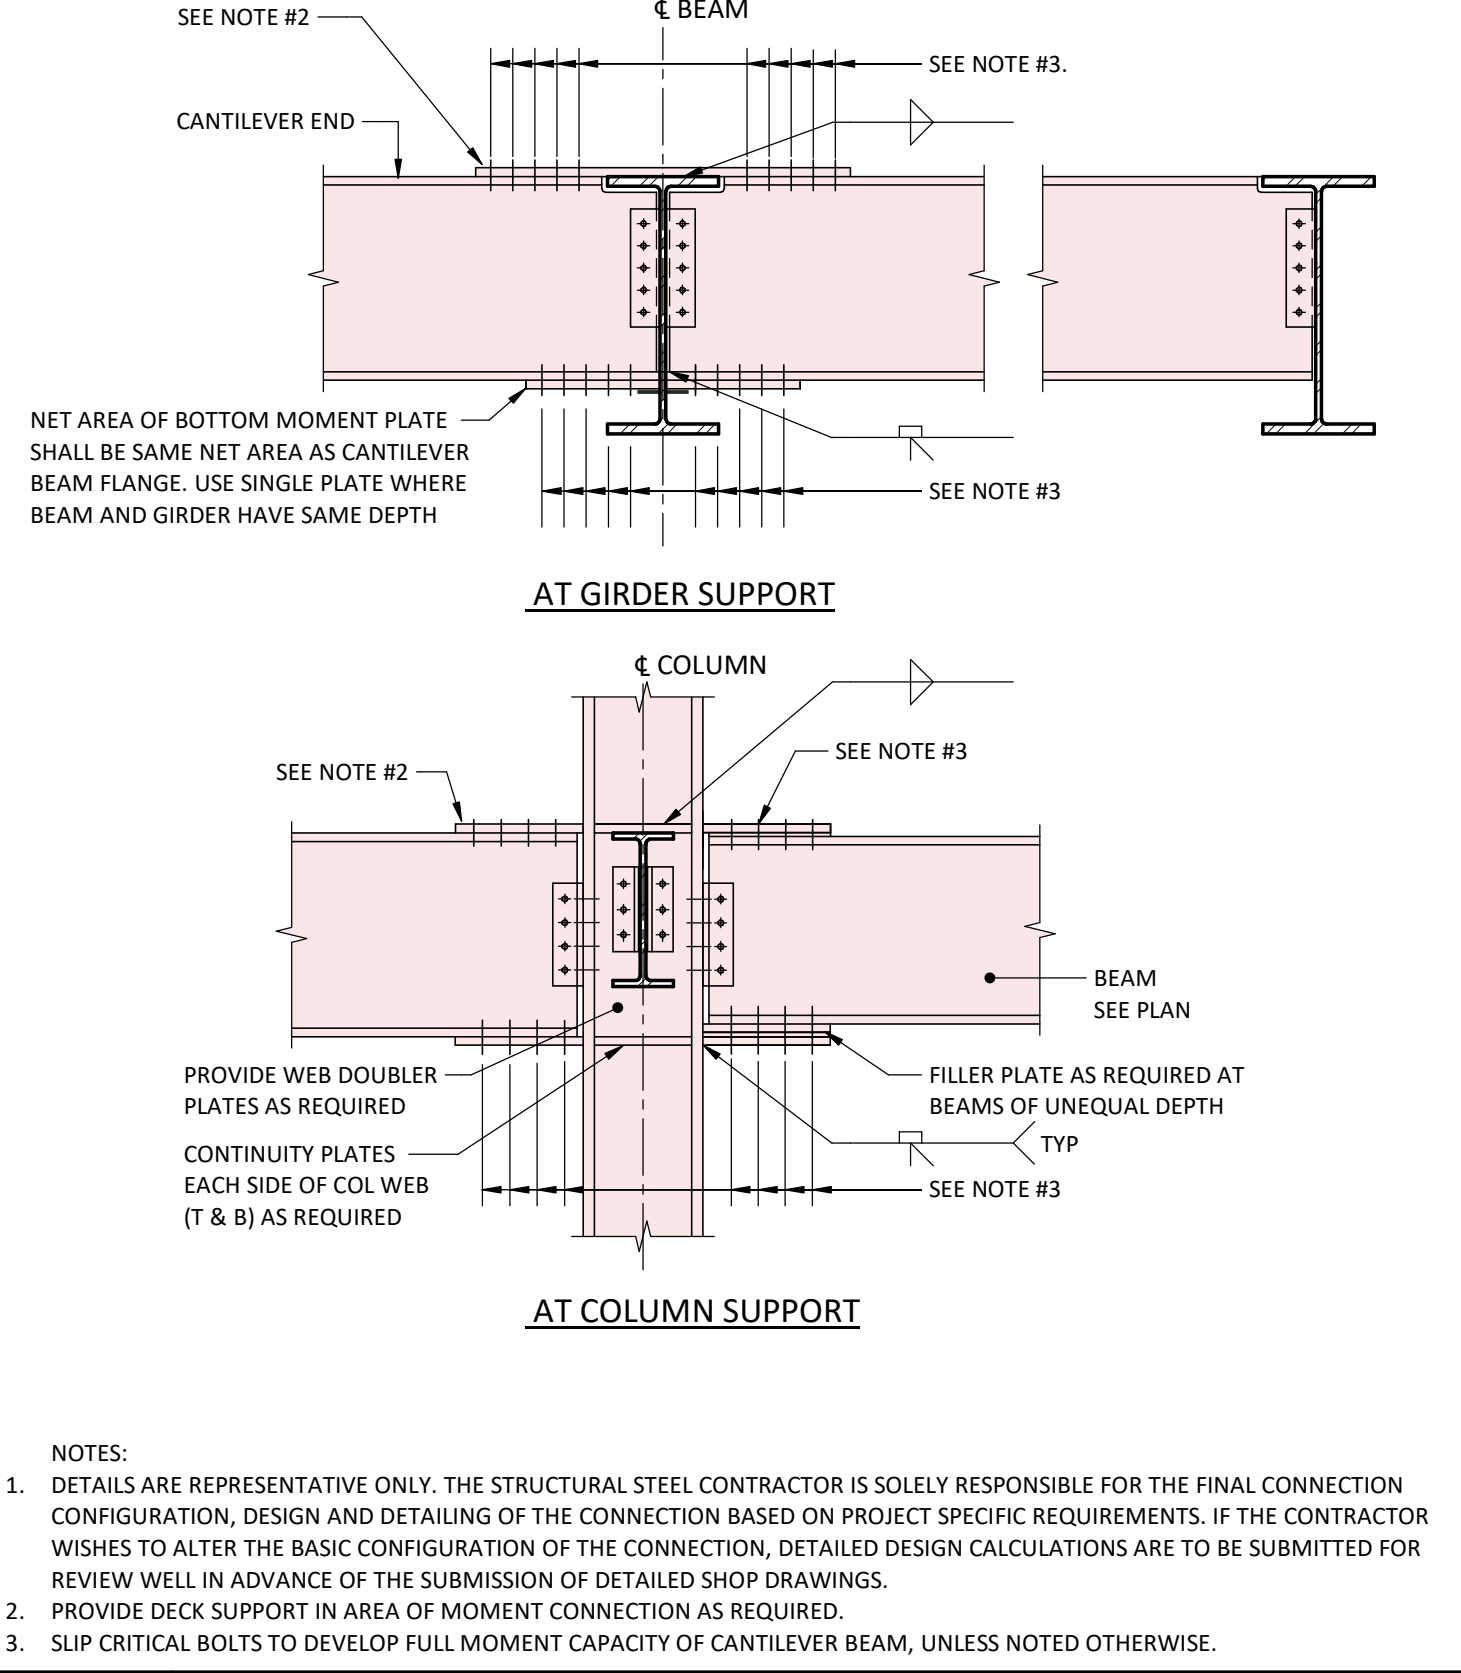 ℄ BEAM
SEE NOTE #2
SEE NOTE #3.
CANTILEVER END
NET AREA OF BOTTOM MOMENT PLATE
SHALL BE SAME NET AREA AS CANTILEVER
BEAM FLANGE. USE SINGLE PLATE WHERE
BEAM AND GIRDER HAVE SAME DEPTH
SEE NOTE #3
AT GIRDER SUPPORT
℄ COLUMN
SEE NOTE #3
SEE NOTE #2
BEAM
SEE PLAN
PROVIDE WEB DOUBLER
PLATES AS REQUIRED
FILLER PLATE AS REQUIRED AT
BEAMS OF UNEQUAL DEPTH
TYP
CONTINUITY PLATES
EACH SIDE OF COL WEB
(T & B) AS REQUIRED
SEE NOTE #3
AT COLUMN SUPPORT
NOTES:
1. DETAILS ARE REPRESENTATIVE ONLY. THE STRUCTURAL STEEL CONTRACTOR IS SOLELY RESPONSIBLE FOR THE FINAL CONNECTION
CONFIGURATION, DESIGN AND DETAILING OF THE CONNECTION BASED ON PROJECT SPECIFIC REQUIREMENTS. IF THE CONTRACTOR
WISHES TO ALTER THE BASIC CONFIGURATION OF THE CONNECTION, DETAILED DESIGN CALCULATIONS ARE TO BE SUBMITTED FOR
REVIEW WELL IN ADVANCE OF THE SUBMISSION OF DETAILED SHOP DRAWINGS.
2. PROVIDE DECK SUPPORT IN AREA OF MOMENT CONNECTION AS REQUIRED.
3. SLIP CRITICAL BOLTS TO DEVELOP FULL MOMENT CAPACITY OF CANTILEVER BEAM, UNLESS NOTED OTHERWISE.